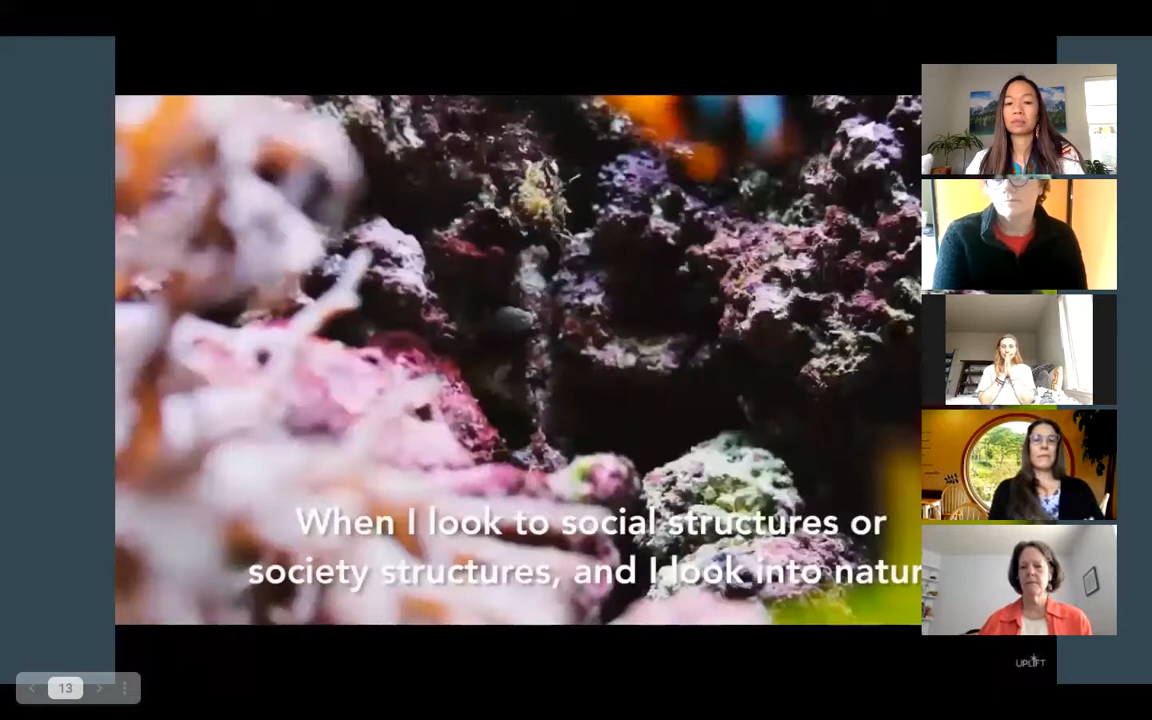 When I look to social structures or
society structures, and I look into natur
UPLIFT
13